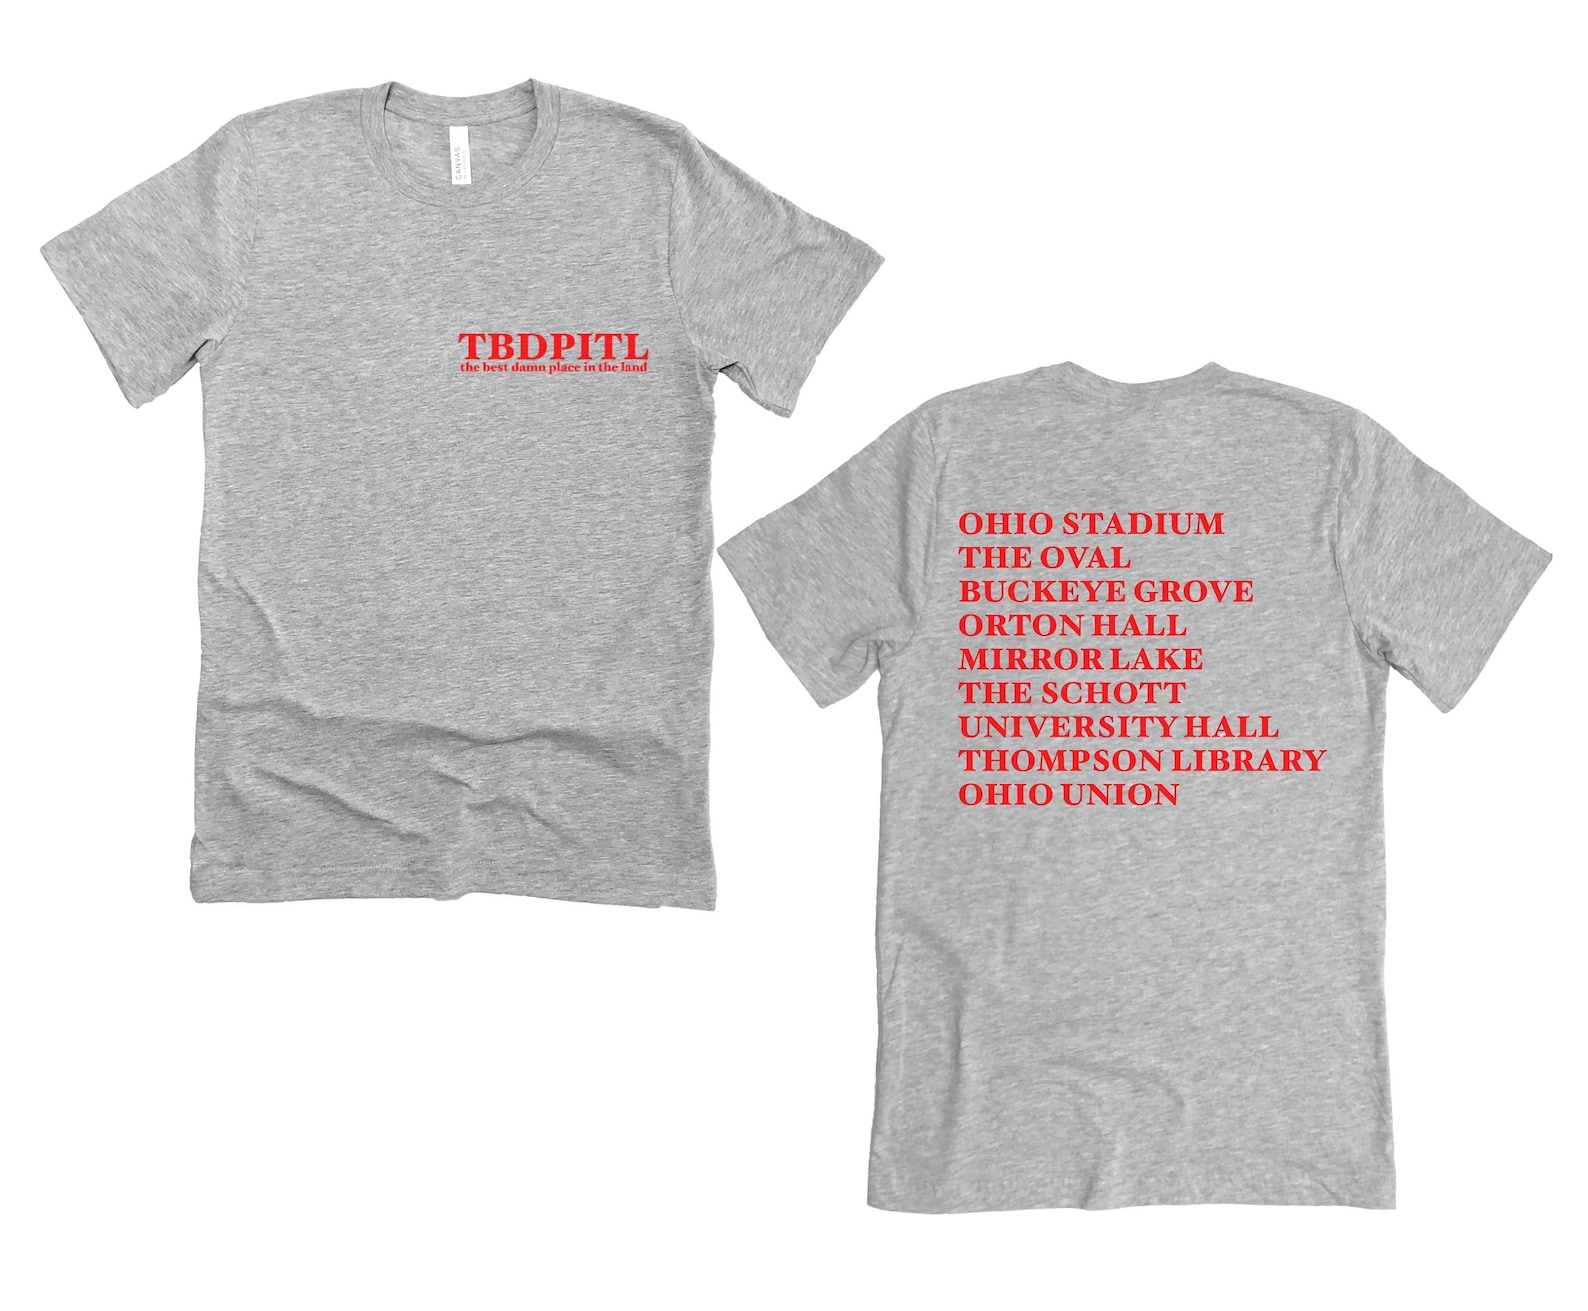 CANVAS
TBDPITL
the best damn place in the land
OHIO STADIUM
THE OVAL
BUCKEYE GROVE
ORTON HALL
MIRROR LAKE
THE SCHOTT
UNIVERSITY HALL
THOMPSON LIBRARY
OHIO UNION